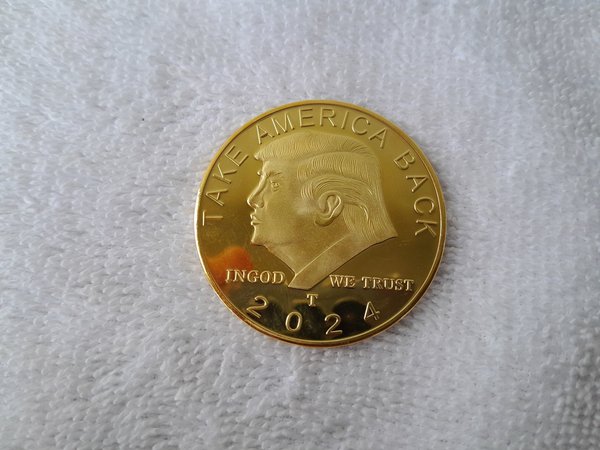 TAKE AMERICA BACK
INGOD WE TRUST
T
2024